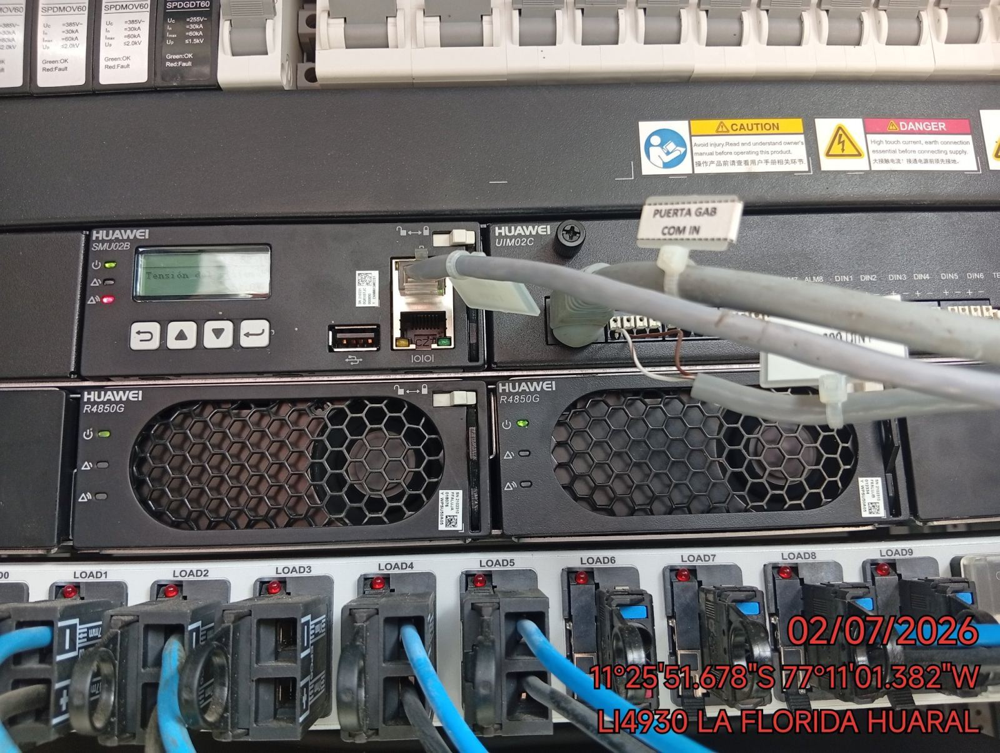 SPDMOV60
SPDMOV60
SPDGDT60
=385V~
=30kA
=60kA
≤2.0kV
Uc =385V~
In =30kA
Imax =60kA
Up ≤2.0kV
Green:OK
Red:Fault
Uc =385V~
In =30kA
Imax =60kA
Up ≤2.0kV
Green:OK
Red:Fault
Uc =255V~
In =30kA
Imax =60kA
Up ≤1.5kV
Green:OK
Red:Fault
CAUTION
Avoid injury.Read and understand owner's
manual before operating this product.
操作产品前请查看用户手册相关环节.
DANGER
High touch current, earth connection
essential before connecting supply.
大接触电流！接通电源前须先接地.
PUERTA GAB
COM IN
HUAWEI
SMU02B
Tensión del
HUAWEI
UIM02C
ALM8 DIN1 DIN2 DIN3 DIN4 DIN5 DIN6
DIN1
HUAWEI
R4850G
HUAWEI
R4850G
LOAD1
LOAD2
LOAD3
LOAD4
LOAD5
LOAD6
LOAD7
LOAD8
LOAD9
02/07/2026
11°25'51.678"S 77°11'01.382"W
LI4930 LA FLORIDA HUARAL